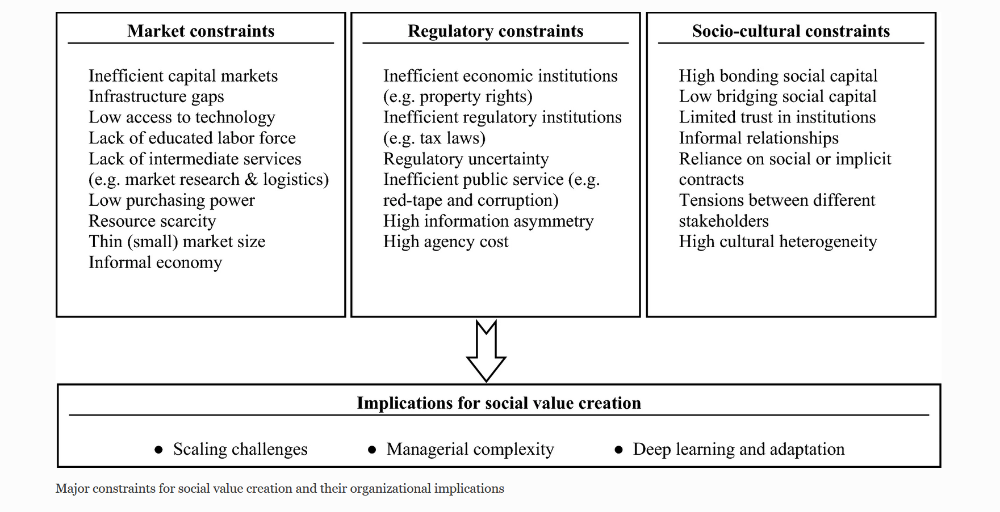 Market constraints
Inefficient capital markets
Infrastructure gaps
Low access to technology
Lack of educated labor force
Lack of intermediate services
(e.g. market research & logistics)
Low purchasing power
Resource scarcity
Thin (small) market size
Informal economy
Regulatory constraints
Inefficient economic institutions
(e.g. property rights)
Inefficient regulatory institutions
(e.g. tax laws)
Regulatory uncertainty
Inefficient public service (e.g.
red-tape and corruption)
High information asymmetry
High agency cost
Socio-cultural constraints
High bonding social capital
Low bridging social capital
Limited trust in institutions
Informal relationships
Reliance on social or implicit
contracts
Tensions between different
stakeholders
High cultural heterogeneity
Implications for social value creation
● Scaling challenges ● Managerial complexity ● Deep learning and adaptation
Major constraints for social value creation and their organizational implications